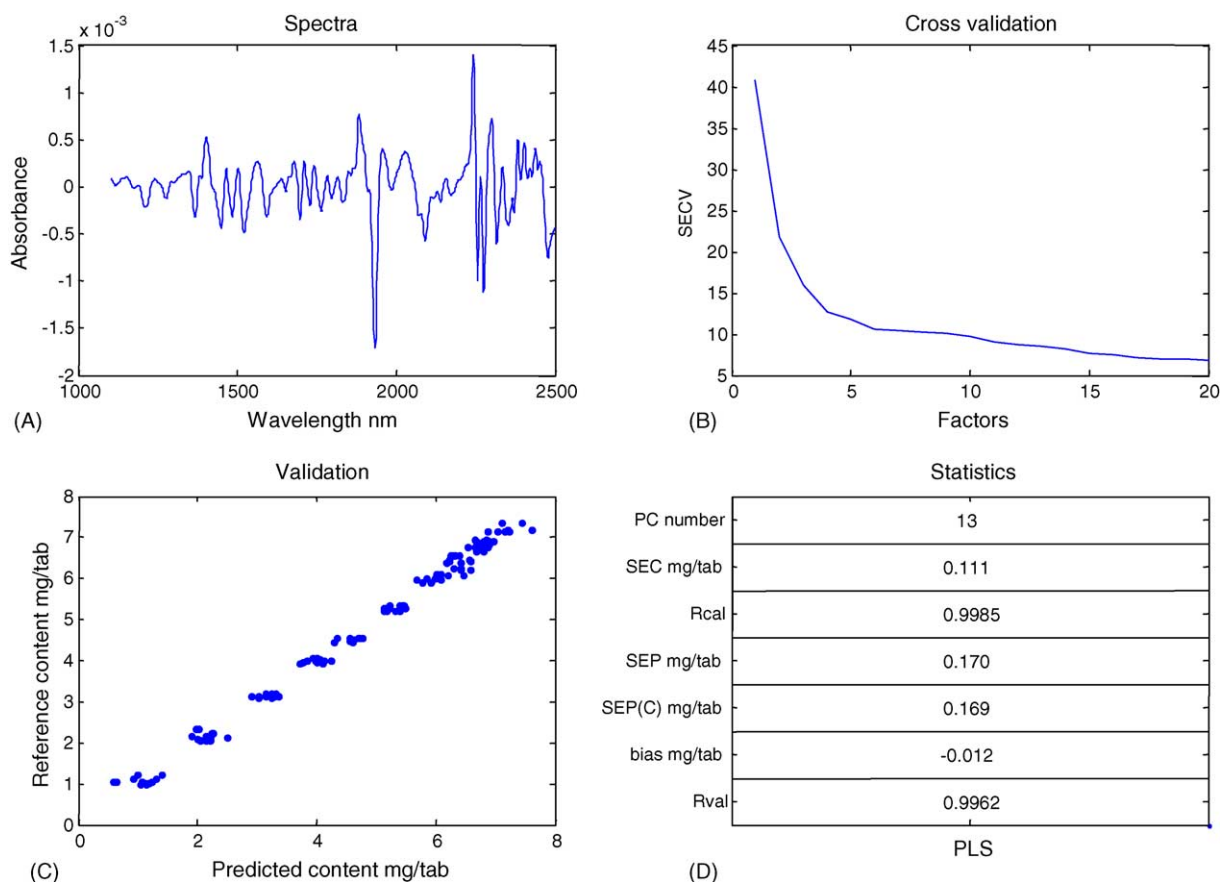 x 10-3
Spectra
1.5
1
0.5
0
-0.5
-1
-1.5
-2
1000
1500
2000
2500
Absorbance
Wavelength nm
(A)
Cross validation
45
40
35
30
25
20
15
10
5
0
5
10
15
20
SECV
Factors
(B)
Validation
8
7
6
5
4
3
2
1
0
0
2
4
6
8
Reference content mg/tab
Predicted content mg/tab
(C)
Statistics
PC number 13
SEC mg/tab 0.111
Rcal 0.9985
SEP mg/tab 0.170
SEP(C) mg/tab 0.169
bias mg/tab -0.012
Rval 0.9962
PLS
(D)